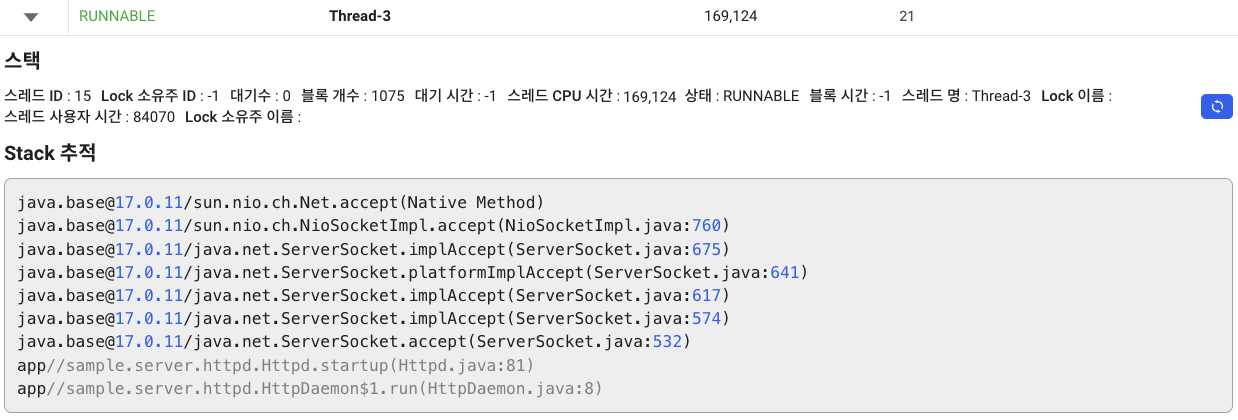 RUNNABLE Thread-3 169,124 21
스택
스레드 ID : 15 Lock 소유주 ID : -1 대기수 : 0 블록 개수 : 1075 대기 시간 : -1 스레드 CPU 시간 : 169,124 상태 : RUNNABLE 블록 시간 : -1 스레드 명 : Thread-3 Lock 이름 :
스레드 사용자 시간 : 84070 Lock 소유주 이름 :
Stack 추적
java.base@17.0.11/sun.nio.ch.Net.accept(Native Method)
java.base@17.0.11/sun.nio.ch.NioSocketImpl.accept(NioSocketImpl.java:760)
java.base@17.0.11/java.net.ServerSocket.implAccept(ServerSocket.java:675)
java.base@17.0.11/java.net.ServerSocket.platformImplAccept(ServerSocket.java:641)
java.base@17.0.11/java.net.ServerSocket.implAccept(ServerSocket.java:617)
java.base@17.0.11/java.net.ServerSocket.implAccept(ServerSocket.java:574)
java.base@17.0.11/java.net.ServerSocket.accept(ServerSocket.java:532)
app//sample.server.httpd.Httpd.startup(Httpd.java:81)
app//sample.server.httpd.HttpDaemon$1.run(HttpDaemon.java:8)